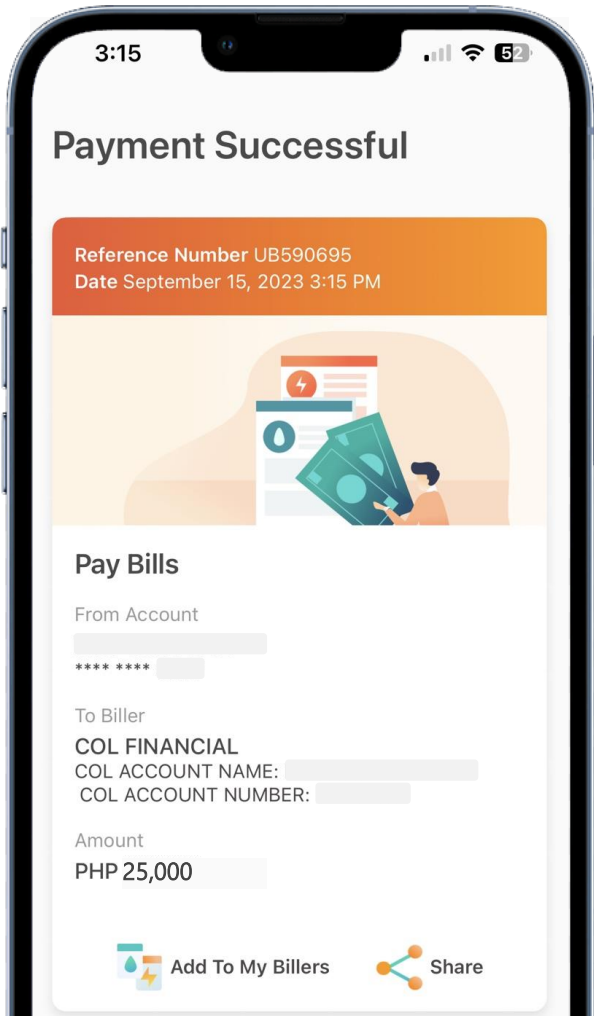 3:15
52
Payment Successful
Reference Number UB590695
Date September 15, 2023 3:15 PM
Pay Bills
From Account
**** ****
To Biller
COL FINANCIAL
COL ACCOUNT NAME:
COL ACCOUNT NUMBER:
Amount
PHP 25,000
Add To My Billers
Share